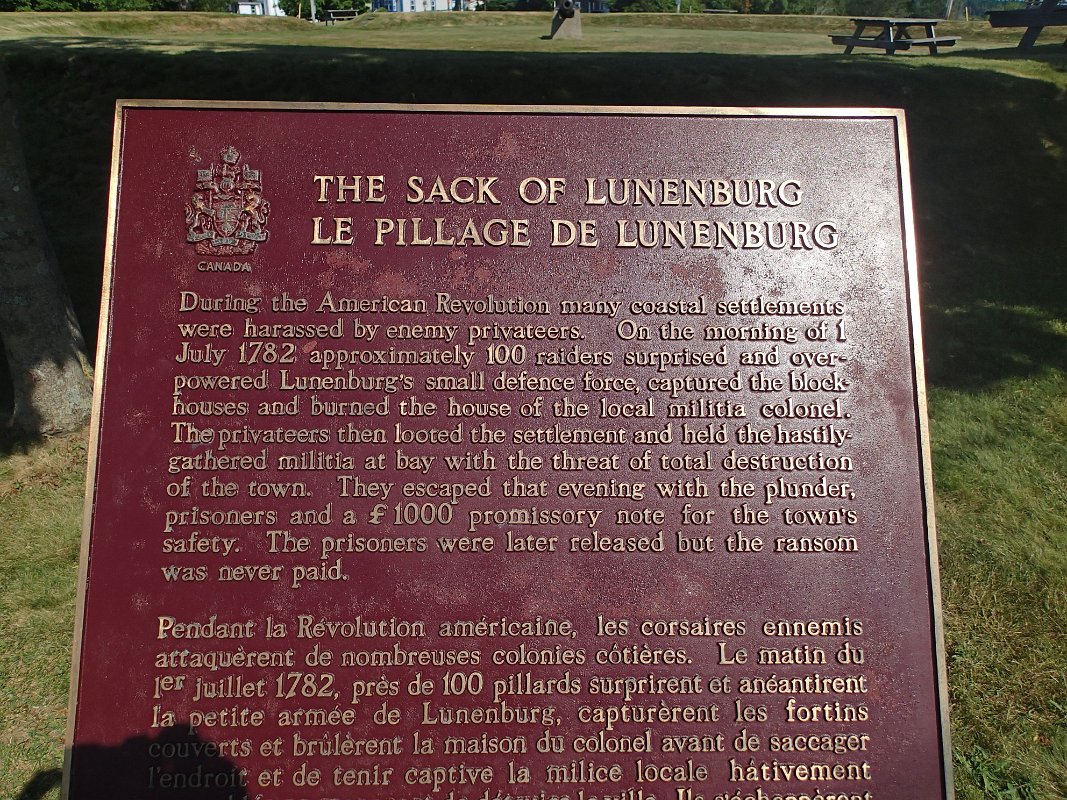 CANADA
THE SACK OF LUNENBURG
LE PILLAGE DE LUNENBURG
During the American Revolution many coastal settlements
were harassed by enemy privateers. On the morning of 1
July 1782 approximately 100 raiders surprised and over-
powered Lunenburg's small defence force, captured the block-
houses and burned the house of the local militia colonel.
The privateers then looted the settlement and held the hastily-
gathered militia at bay with the threat of total destruction
of the town. They escaped that evening with the plunder,
prisoners and a £1000 promissory note for the town's
safety. The prisoners were later released but the ransom
was never paid.
Pendant la Révolution américaine, les corsaires ennemis
attaquèrent de nombreuses colonies côtières. Le matin du
1er juillet 1782, près de 100 pillards surprirent et anéantirent
la petite armée de Lunenburg, capturèrent les fortins
couverts et brûlèrent la maison du colonel avant de saccager
l'endroit et de tenir captive la milice locale hâtivement
de détruire la ville. Ils s'échappèrent